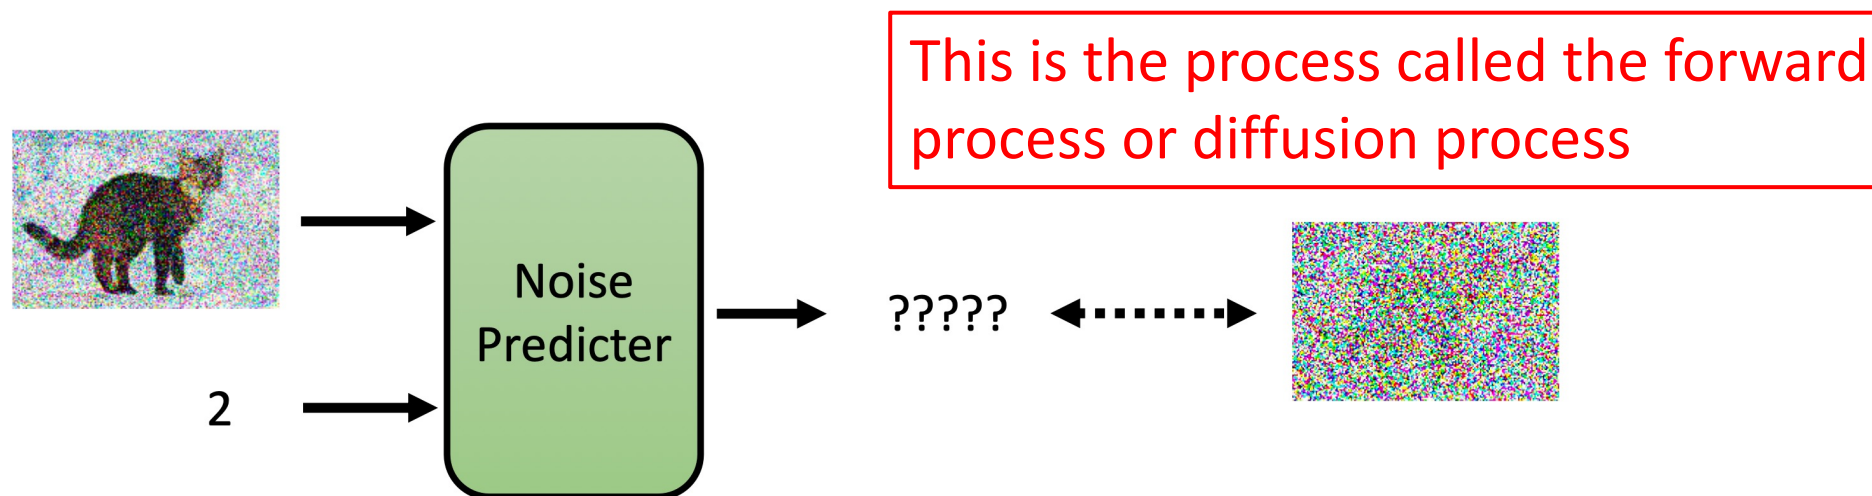 This is the process called the forward
process or diffusion process
Noise
Predicter
?????
2